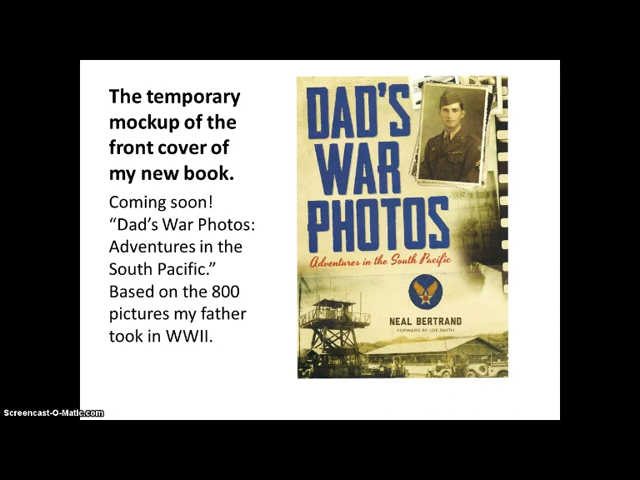 The temporary
mockup of the
front cover of
my new book.
Coming soon!
“Dad’s War Photos:
Adventures in the
South Pacific.”
Based on the 800
pictures my father
took in WWII.
DAD'S
WAR
PHOTOS
Adventures in the South Pacific
NEAL BERTRAND
FORWARD BY JOE SMITH
Screencast-O-Matic.com